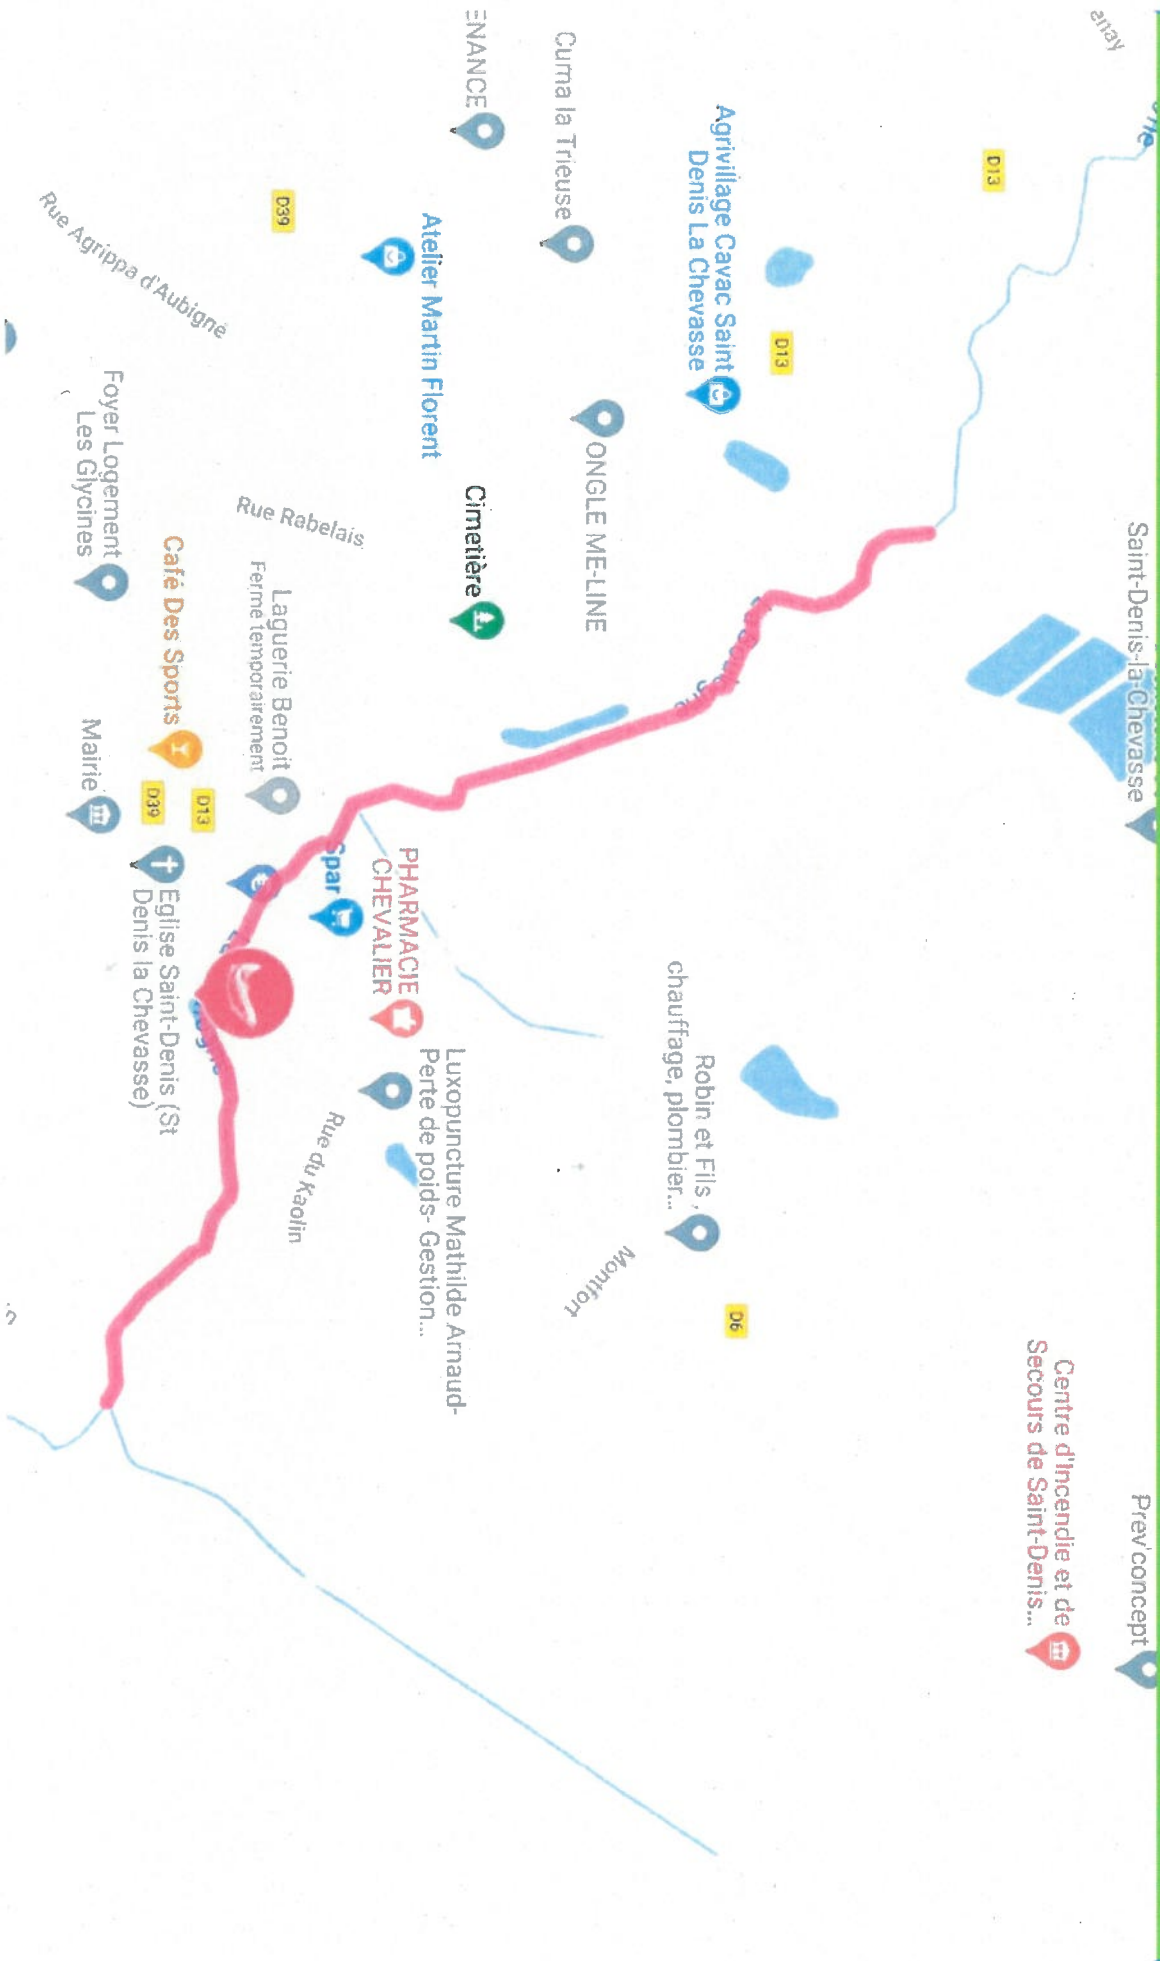 Saint-Denis-la-Chevasse
Prev'concept
enay
Centre d'Incendie et de
Secours de Saint-Denis...
D13
D13
D6
Agrivillage Cavac Saint
Denis La Chevasse
Robin et Fils ,
chauffage, plombier...
Montfort
ONGLE ME-LINE
Cuma la Trieuse
ENANCE
Cimetière
Luxopuncture Mathilde Arnaud-
Perte de poids- Gestion...
Atelier Martin Florent
PHARMACIE
CHEVALIER
Spar
Rue du Kaolin
Rue Rabelais
D39
Laguerie Benoit
Fermé temporairement
D13
Rue Agrippa d'Aubigné
Café Des Sports
Eglise Saint-Denis (St
Denis la Chevasse)
D39
Foyer Logement
Les Glycines
Mairie